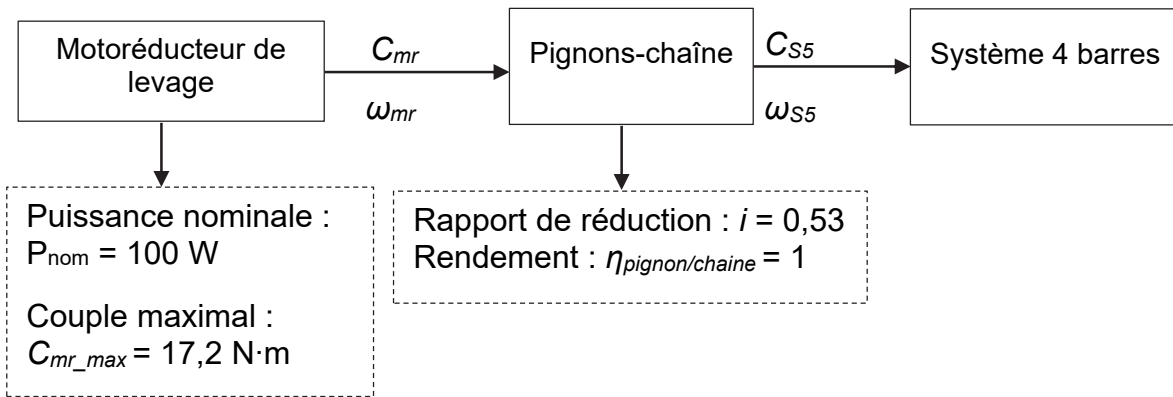 Motoréducteur de
levage
Cmr
ωmr
Pignons-chaîne
CS5
ωS5
Système 4 barres
Puissance nominale :
Pnom = 100 W
Couple maximal :
Cmr_max = 17,2 N·m
Rapport de réduction : i = 0,53
Rendement : ηpignon/chaine = 1